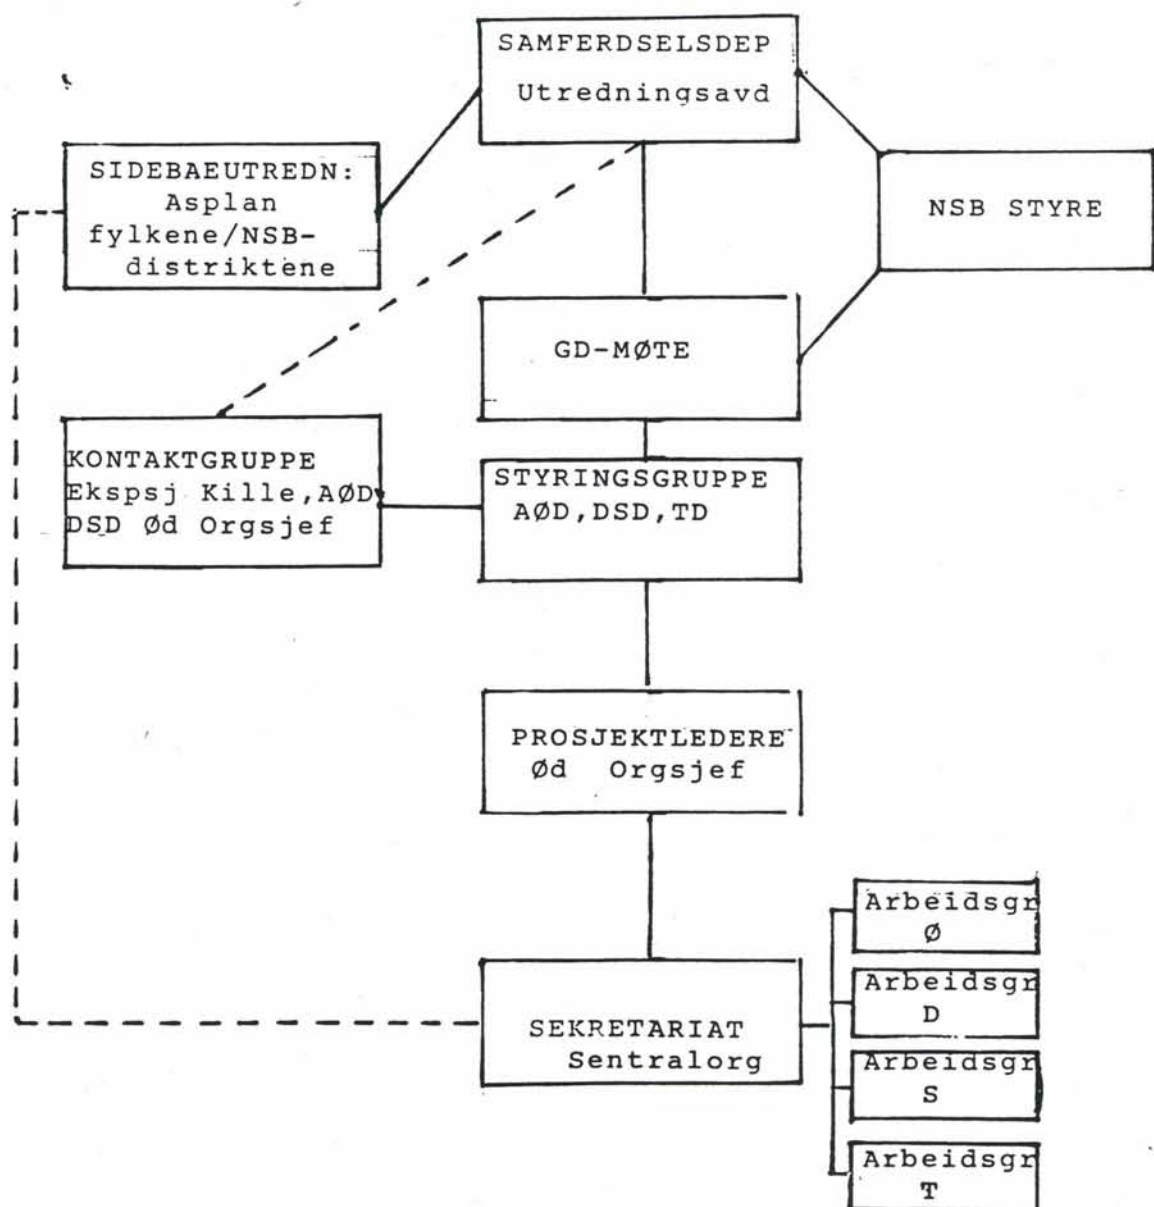 SAMFERDSELSDEP
Utredningsavd
SIDEBAEUTREDN:
Asplan
fylkene/NSB-
distriktene
NSB STYRE
GD-MØTE
KONTAKTGRUPPE
Ekspsj Kille,AØD
DSD Ød Orgsjef
STYRINGSGRUPPE
AØD,DSD,TD
PROSJEKTLEDERE
Ød Orgsjef
SEKRETARIAT
Sentralorg
Arbeidsgr
Ø
Arbeidsgr
D
Arbeidsgr
S
Arbeidsgr
T